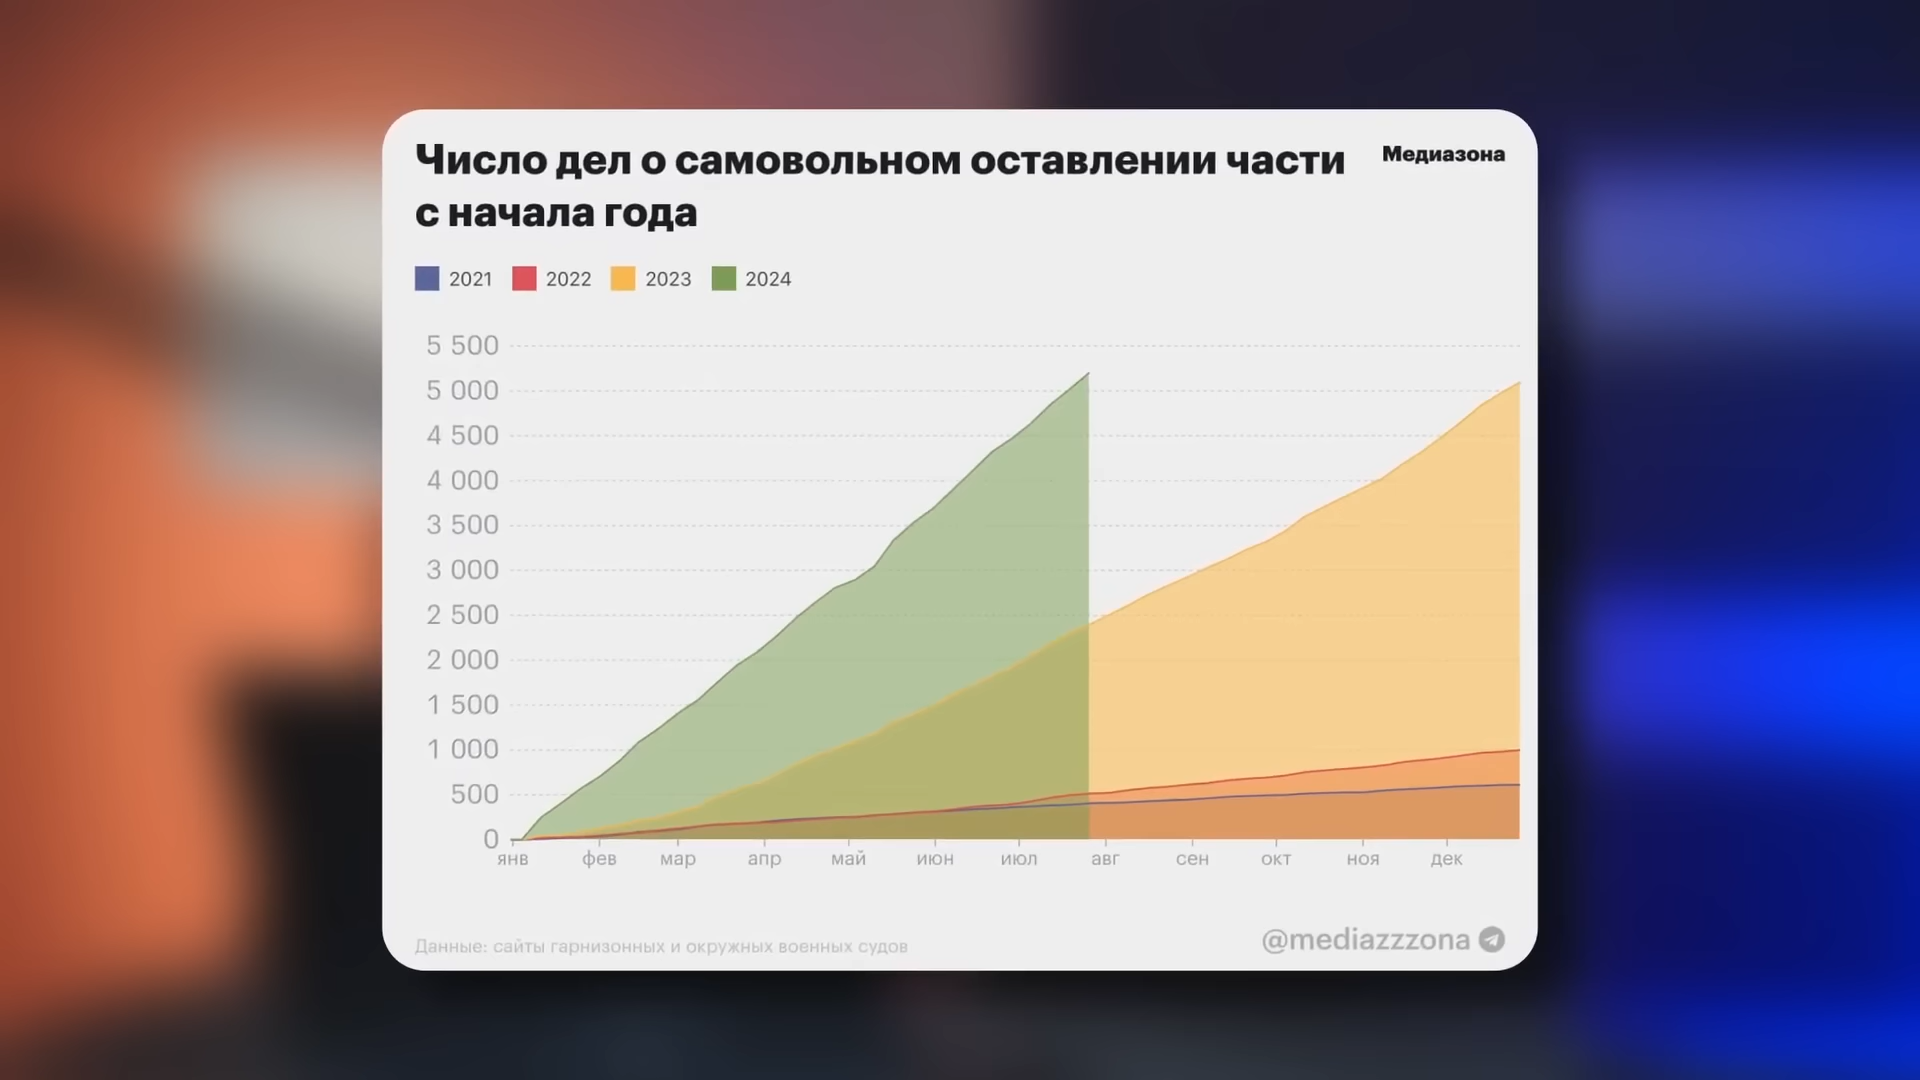 Число дел о самовольном оставлении части
с начала года
Медиазона
2021 2022 2023 2024
5 500
5 000
4 500
4 000
3 500
3 000
2 500
2 000
1 500
1 000
500
0
янв фев мар апр май июн июл авг сен окт ноя дек
Данные: сайты гарнизонных и окружных военных судов
@mediazzzona